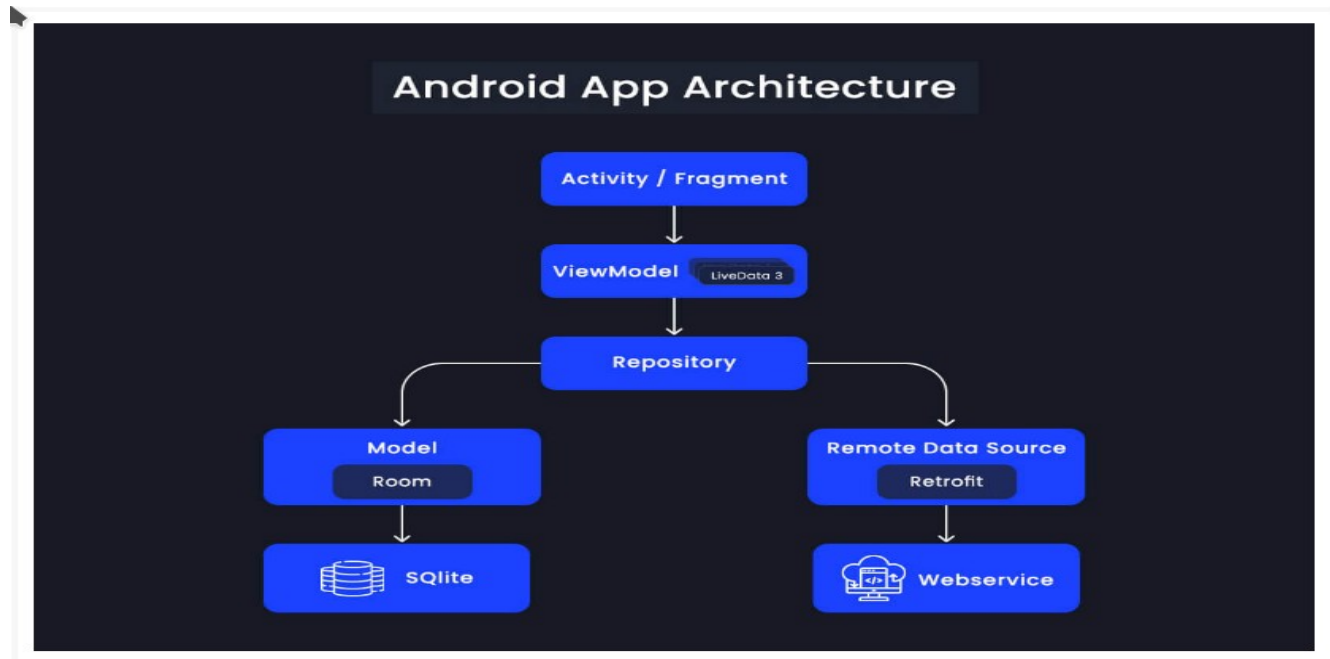 Android App Architecture
Activity / Fragment
ViewModel
LiveData 3
Repository
Model
Room
Remote Data Source
Retrofit
SQlite
</> Webservice